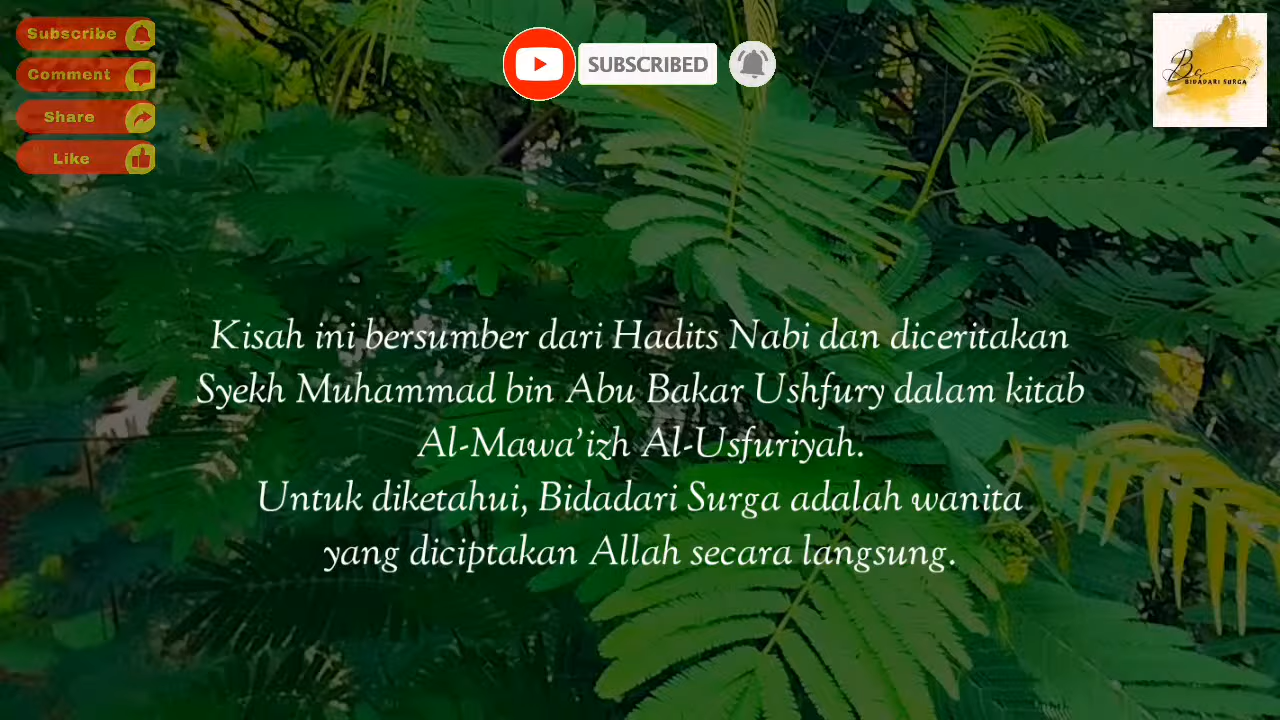 Subscribe
Comment
Share
Like
SUBSCRIBED
BIDADARI SURGA
Kisah ini bersumber dari Hadits Nabi dan diceritakan
Syekh Muhammad bin Abu Bakar Ushfury dalam kitab
Al-Mawa'izh Al-Usfuriyah.
Untuk diketahui, Bidadari Surga adalah wanita
yang diciptakan Allah secara langsung.